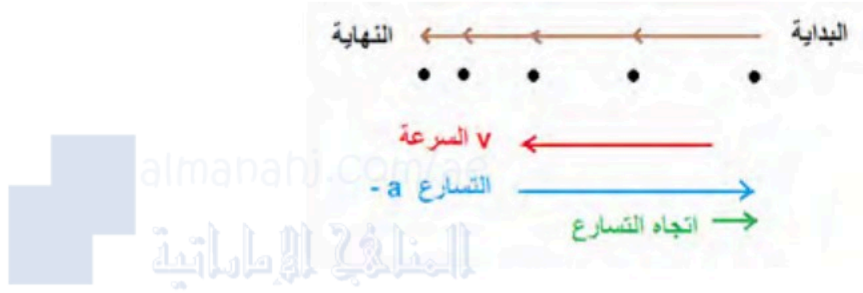 البداية النهاية
v السرعة
التسارع a -
اتجاه التسارع
almanahj.com/ae
المناهج الإماراتية